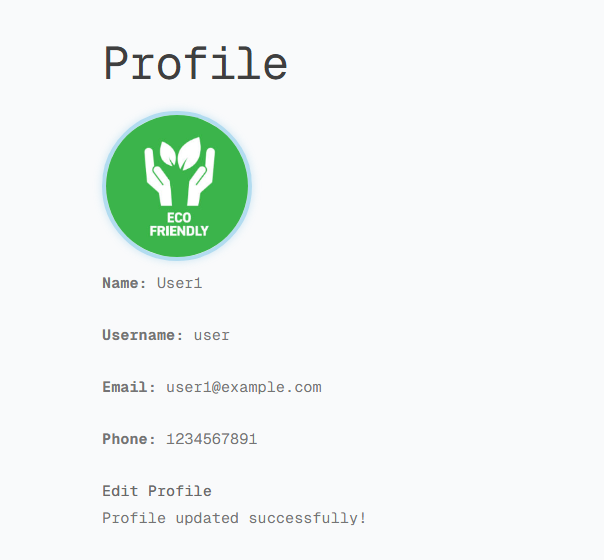 Profile
ECO
FRIENDLY
Name: User1
Username: user
Email: user1@example.com
Phone: 1234567891
Edit Profile
Profile updated successfully!